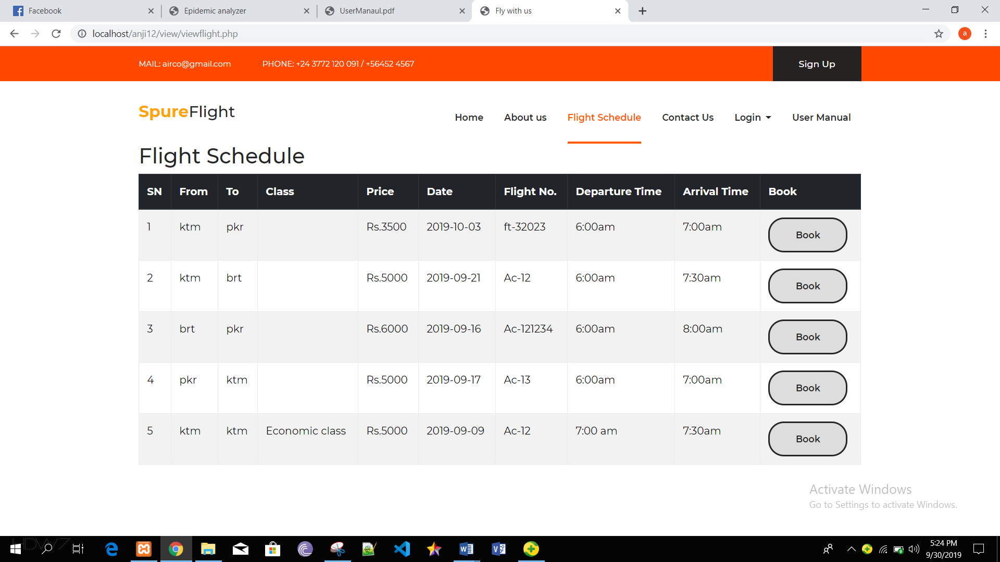 Facebook
Epidemic analyzer
UserManaul.pdf
Fly with us
localhost/anji12/view/viewflight.php
a
MAIL: airco@gmail.com PHONE: +24 3772 120 091 / +56452 4567 Sign Up
SpureFlight
Home About us Flight Schedule Contact Us Login User Manual
Flight Schedule
SN From To Class Price Date Flight No. Departure Time Arrival Time Book
1 ktm pkr Rs.3500 2019-10-03 ft-32023 6:00am 7:00am Book
2 ktm brt Rs.5000 2019-09-21 Ac-12 6:00am 7:30am Book
3 brt pkr Rs.6000 2019-09-16 Ac-121234 6:00am 8:00am Book
4 pkr ktm Rs.5000 2019-09-17 Ac-13 6:00am 7:00am Book
5 ktm ktm Economic class Rs.5000 2019-09-09 Ac-12 7:00 am 7:30am Book
Activate Windows
Go to Settings to activate Windows.
HDW7
5:24 PM
9/30/2019